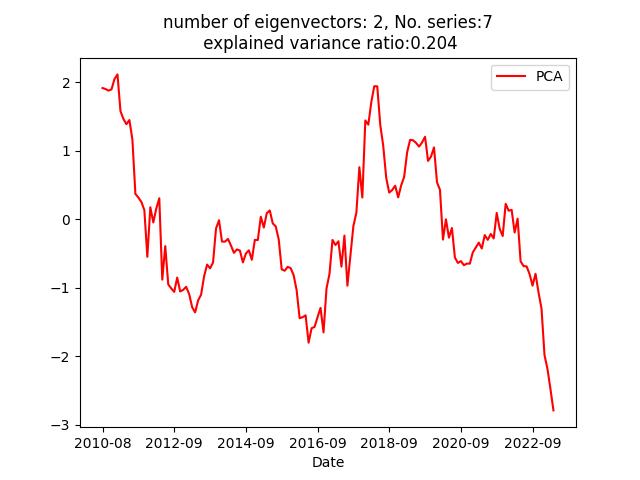 number of eigenvectors: 2, No. series:7
explained variance ratio:0.204
PCA
2
1
0
−1
−2
−3
2010-08 2012-09 2014-09 2016-09 2018-09 2020-09 2022-09
Date